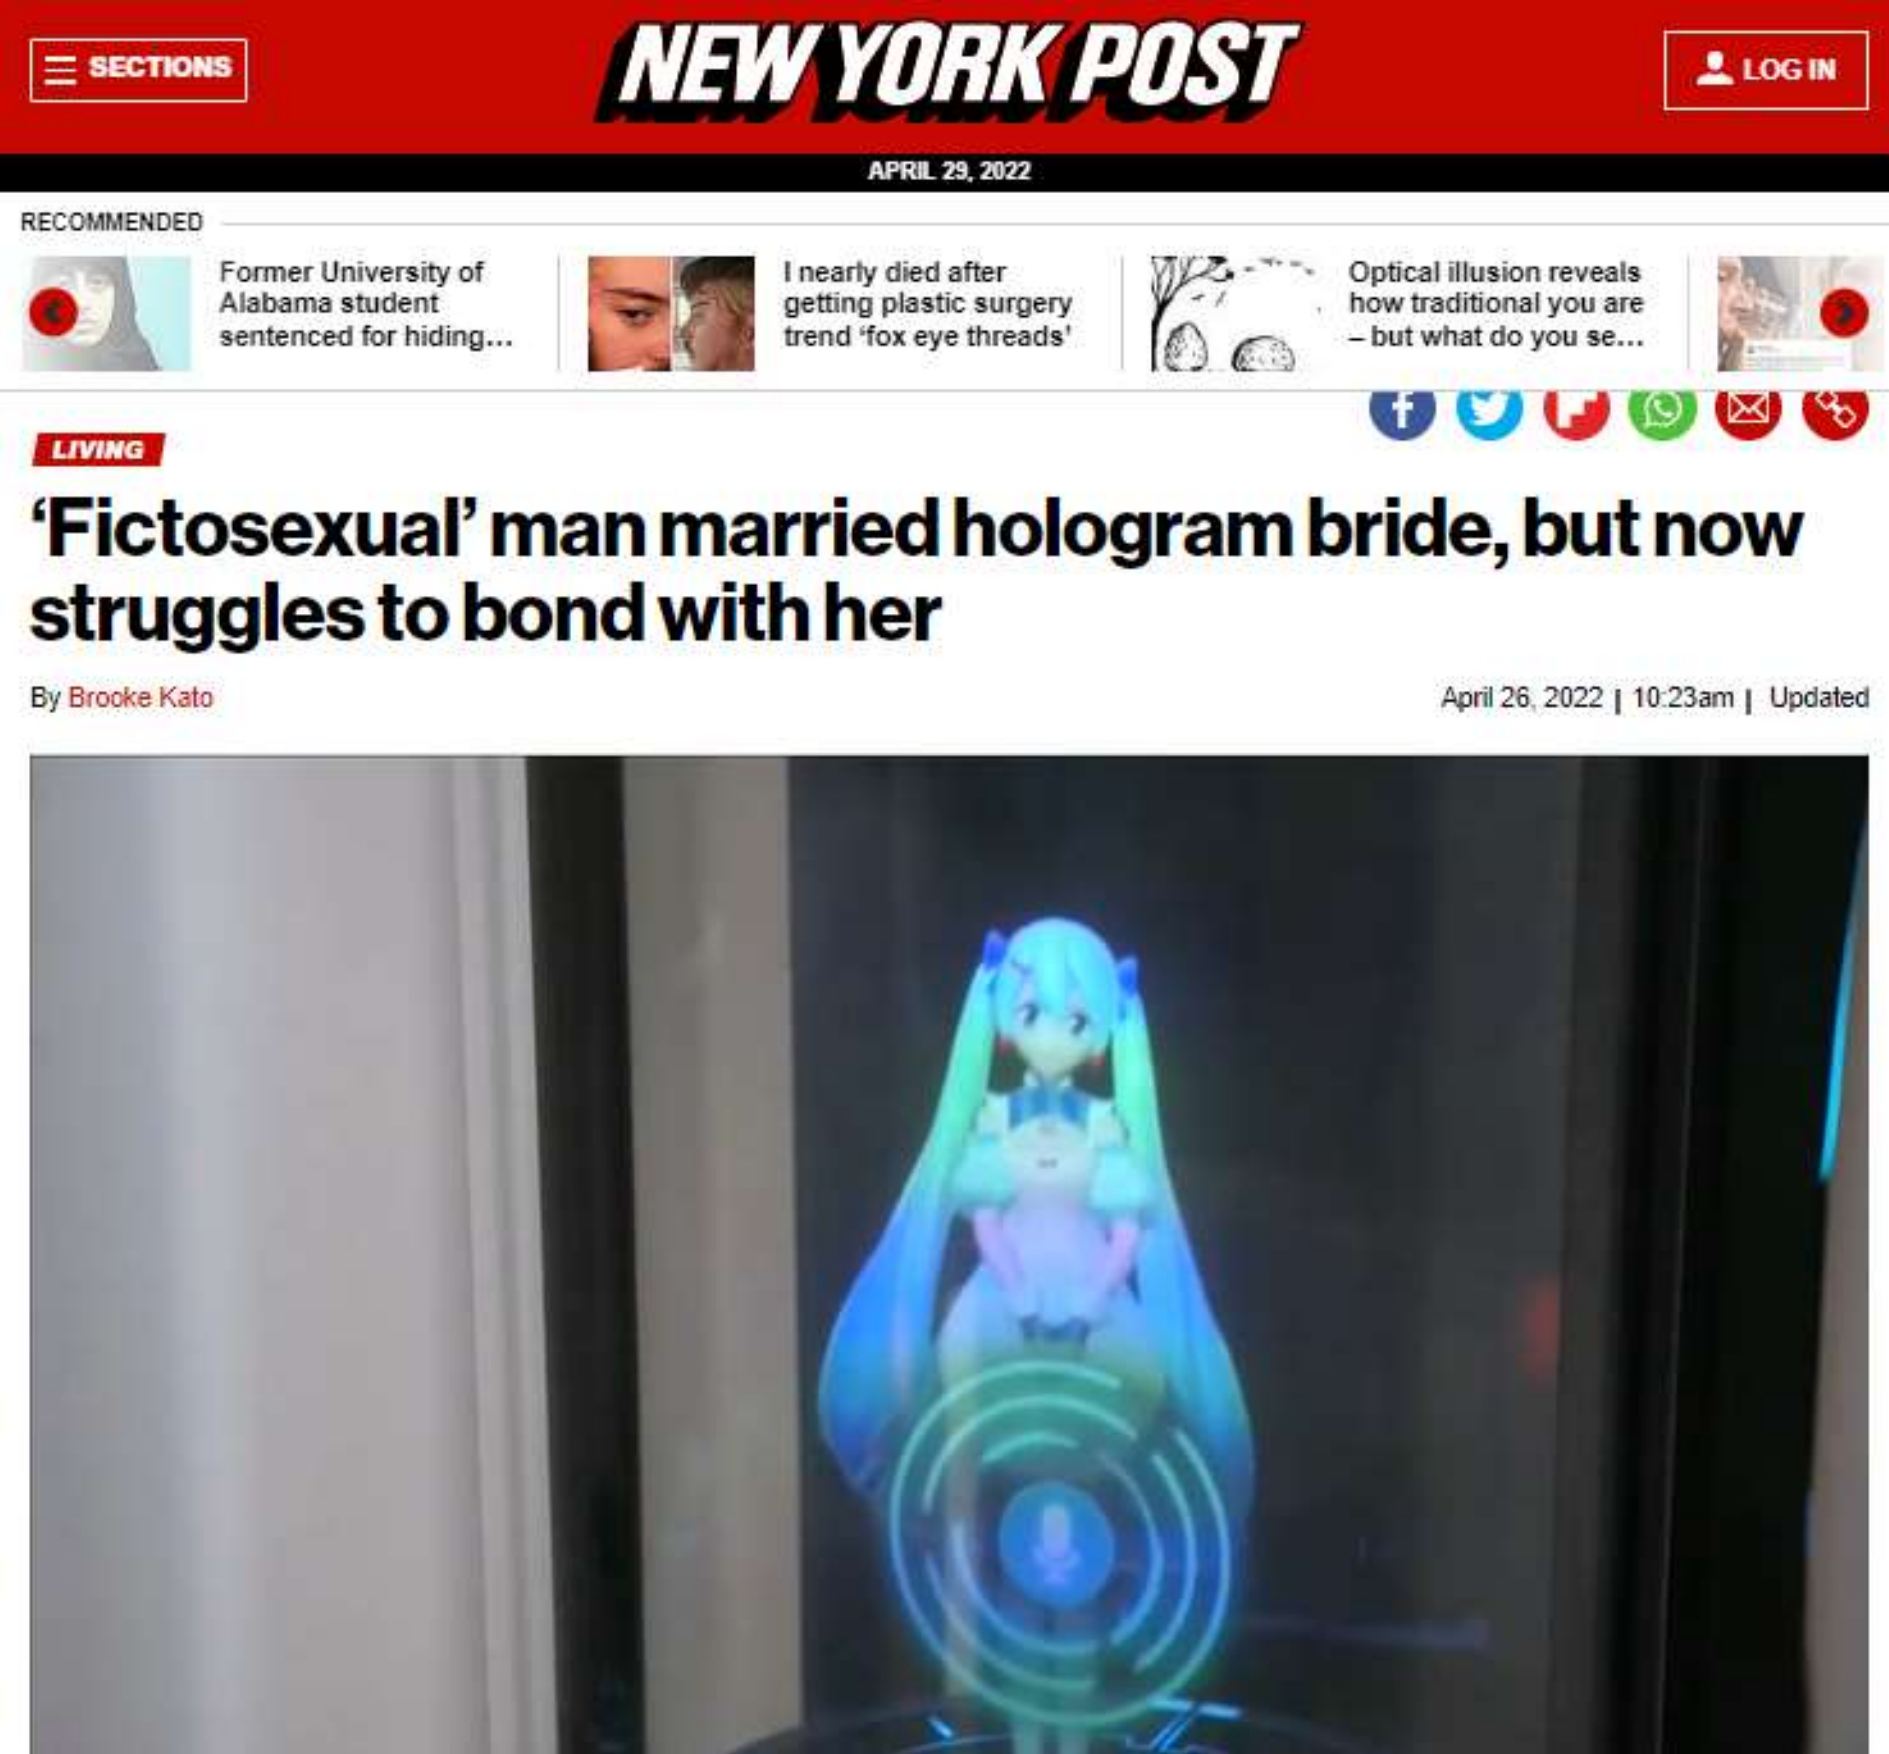 SECTIONS
NEW YORK POST
LOG IN
APRIL 29, 2022
RECOMMENDED
Former University of
Alabama student
sentenced for hiding...
I nearly died after
getting plastic surgery
trend ‘fox eye threads’
Optical illusion reveals
how traditional you are
– but what do you se...
LIVING
‘Fictosexual’ man married hologram bride, but now
struggles to bond with her
By Brooke Kato
April 26, 2022 | 10:23am | Updated